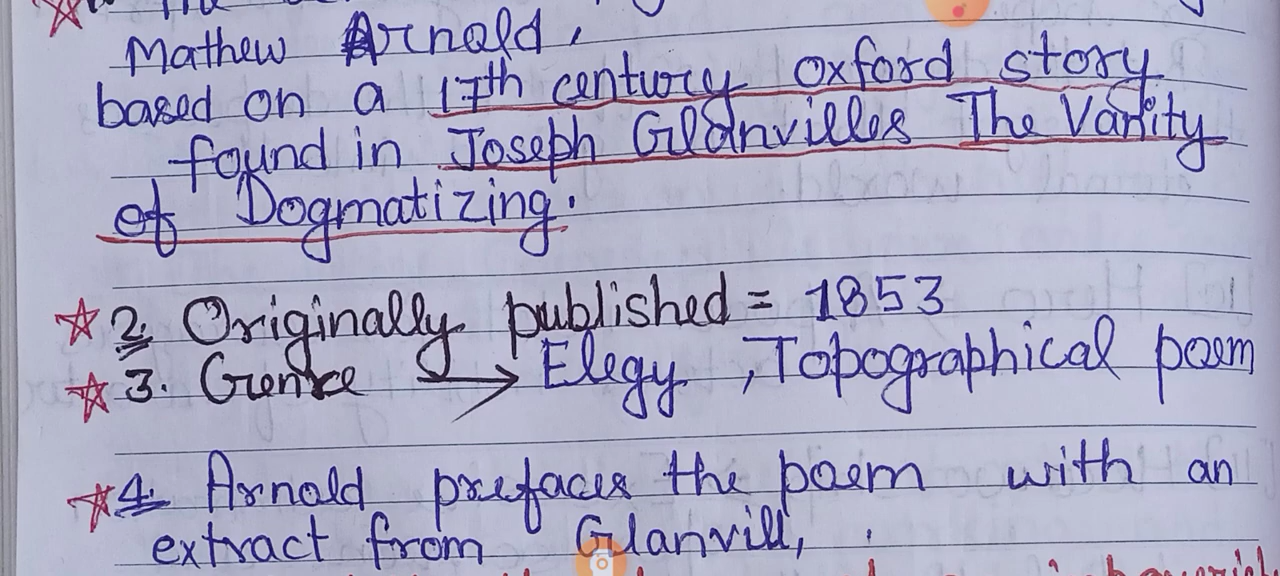 Mathew Arnold,
based on a 17th century Oxford story
found in Joseph Glanvilles The Vanity
of Dogmatizing.
2. Originally published = 1853
3. Genre → Elegy, Topographical poem
4. Arnold prefaces the poem with an
extract from Glanvill,